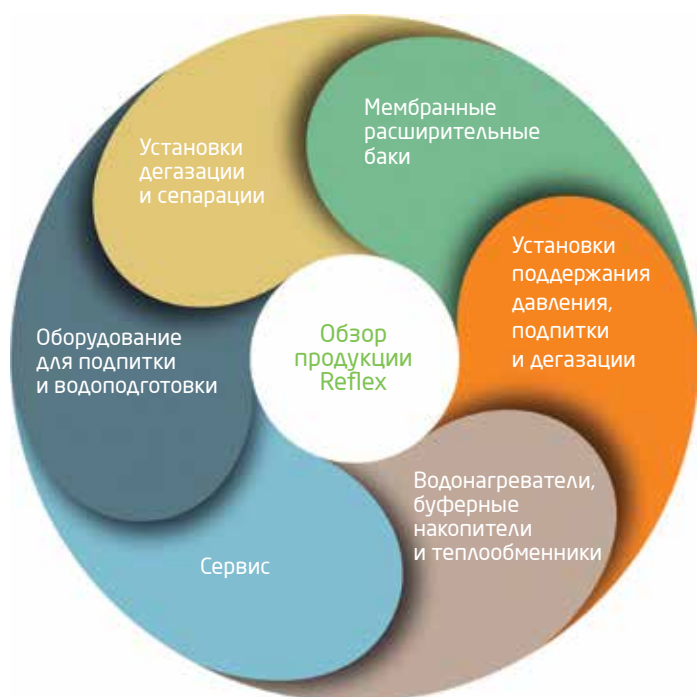 Мембранные
расширительные
баки
Установки
дегазации
и сепарации
Установки
поддержания
давления,
подпитки
и дегазации
Обзор
продукции
Reflex
Оборудование
для подпитки
и водоподготовки
Водонагреватели,
буферные
накопители
и теплообменники
Сервис